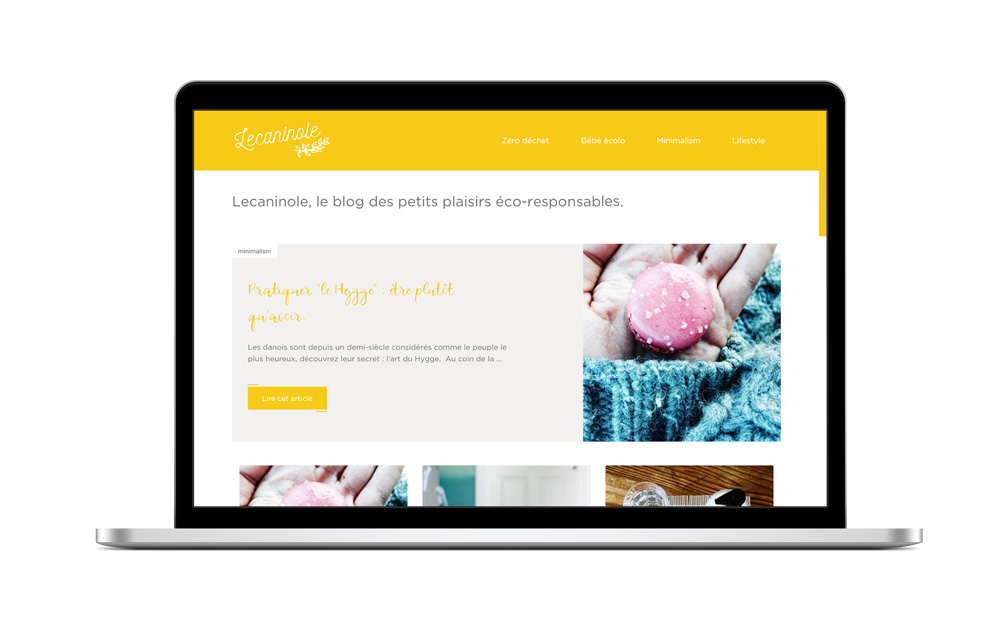 Lecaninole
Zéro déchet
Bébé écolo
Minimalism
Lifestyle
Lecaninole, le blog des petits plaisirs éco-responsables.
minimalism
Pratiquer "le Hygge" : être plutôt
qu'avoir.
Les danois sont depuis un demi-siècle considérés comme le peuple le
plus heureux, découvrez leur secret : l'art du Hygge. Au coin de la ...
Lire cet article